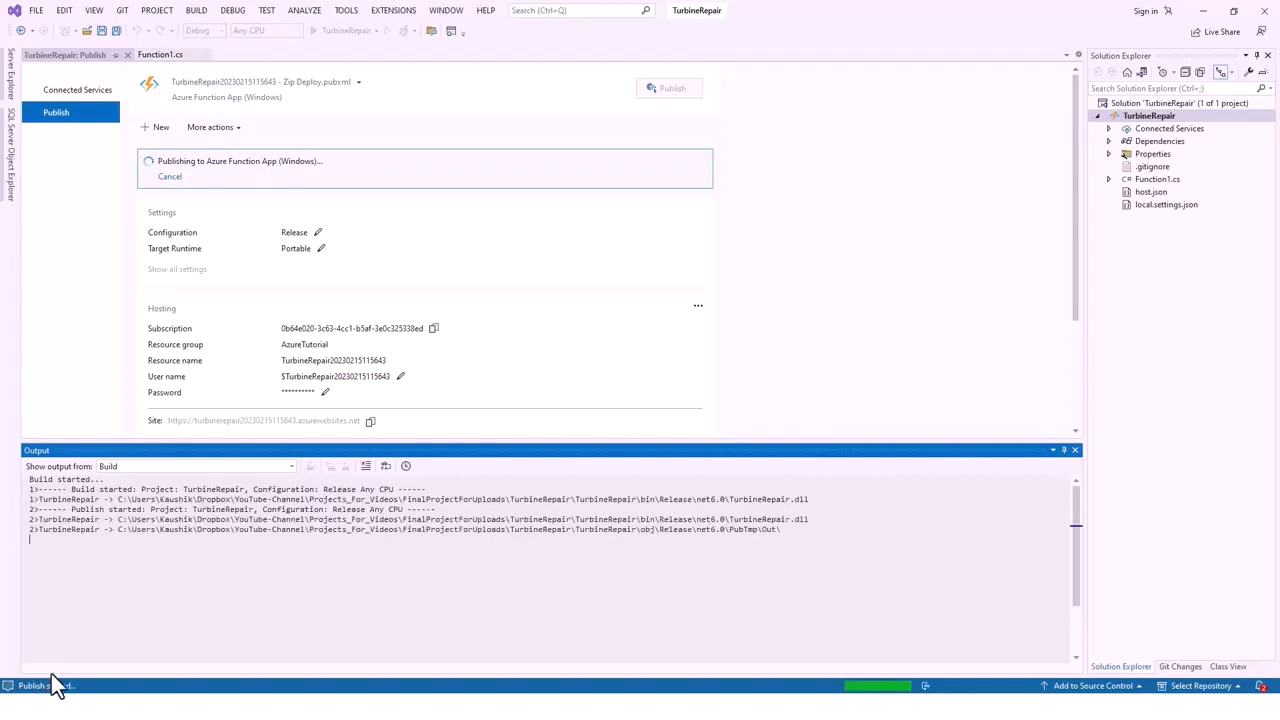 FILE EDIT VIEW GIT PROJECT BUILD DEBUG TEST ANALYZE TOOLS EXTENSIONS WINDOW HELP Search (Ctrl+Q) TurbineRepair Sign in
Debug Any CPU TurbineRepair Live Share
Server Explorer
SQL Server Object Explorer
TurbineRepair: Publish Function1.cs
Connected Services
Publish
TurbineRepair20230215115643 - Zip Deploy.pubxml
Azure Function App (Windows)
Publish
New More actions
Publishing to Azure Function App (Windows)...
Cancel
Settings
Configuration Release
Target Runtime Portable
Show all settings
Hosting
Subscription 0b64e020-3c63-4cc1-b5af-3e0c325338ed
Resource group AzureTutorial
Resource name TurbineRepair20230215115643
User name $TurbineRepair20230215115643
Password **********
Site: https://turbinerepair20230215115643.azurewebsites.net
Output
Show output from: Build
Build started...
1>------ Build started: Project: TurbineRepair, Configuration: Release Any CPU ------
1>TurbineRepair -> C:\Users\Kaushik\Dropbox\YouTube-Channel\Projects_For_Videos\FinalProjectForUploads\TurbineRepair\TurbineRepair\bin\Release\net6.0\TurbineRepair.dll
2>------ Publish started: Project: TurbineRepair, Configuration: Release Any CPU ------
2>TurbineRepair -> C:\Users\Kaushik\Dropbox\YouTube-Channel\Projects_For_Videos\FinalProjectForUploads\TurbineRepair\TurbineRepair\bin\Release\net6.0\TurbineRepair.dll
2>TurbineRepair -> C:\Users\Kaushik\Dropbox\YouTube-Channel\Projects_For_Videos\FinalProjectForUploads\TurbineRepair\TurbineRepair\obj\Release\net6.0\PubTmp\Out\
Solution Explorer
Search Solution Explorer (Ctrl+;)
Solution 'TurbineRepair' (1 of 1 project)
TurbineRepair
Connected Services
Dependencies
Properties
.gitignore
C# Function1.cs
host.json
local.settings.json
Solution Explorer Git Changes Class View
Publish Add to Source Control Select Repository 2